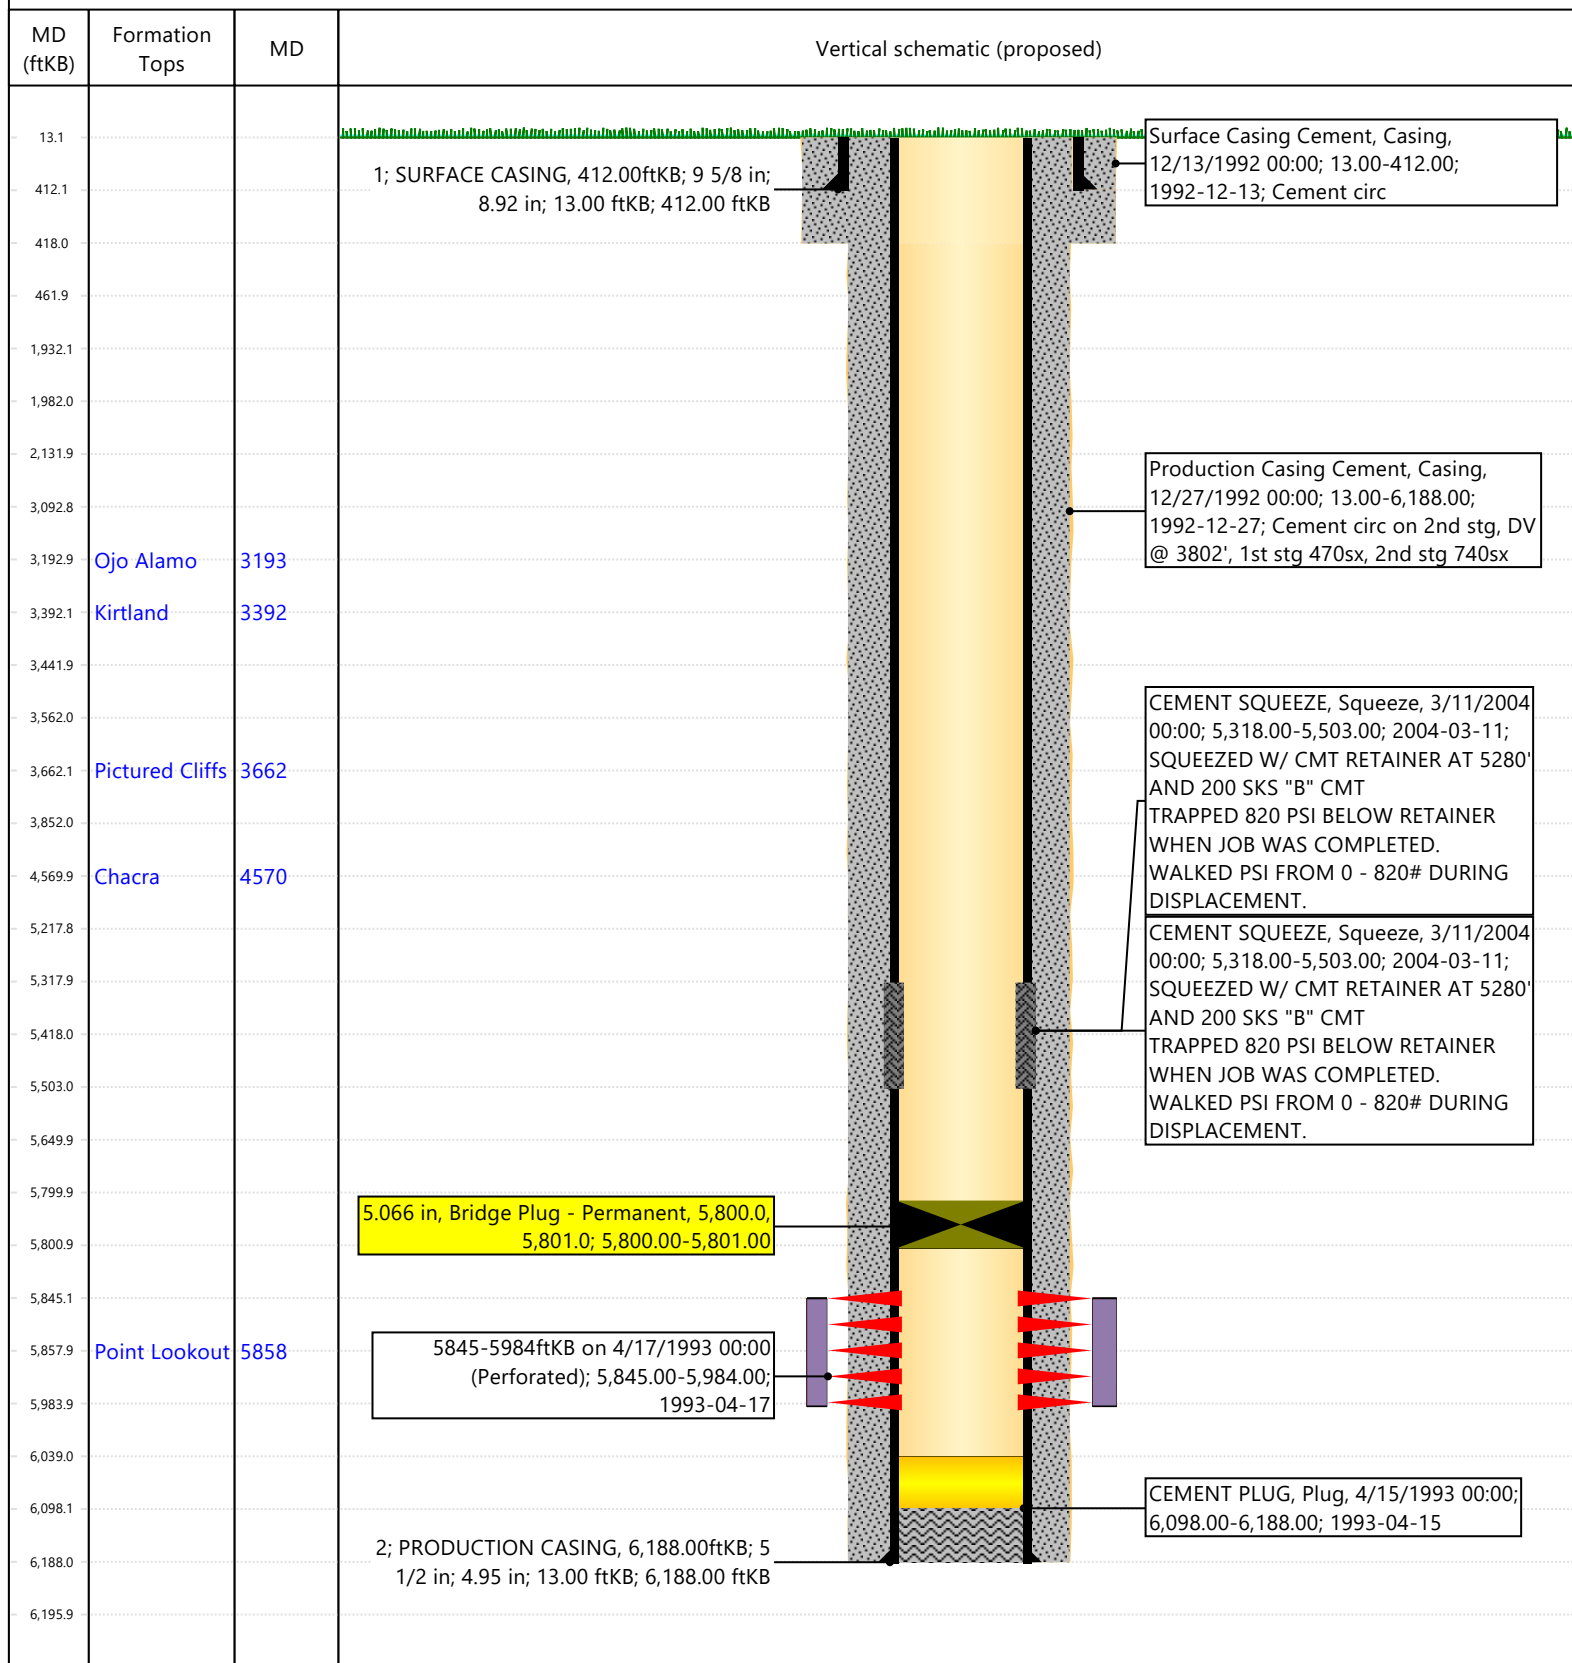 MD
(ftKB)
Formation
Tops
MD
Vertical schematic (proposed)
13.1
412.1
418.0
461.9
1,932.1
1,982.0
2,131.9
3,092.8
3,192.9
Ojo Alamo
3193
3,392.1
Kirtland
3392
3,441.9
3,562.0
3,662.1
Pictured Cliffs
3662
3,852.0
4,569.9
Chacra
4570
5,217.8
5,317.9
5,418.0
5,503.0
5,649.9
5,799.9
5,800.9
5,845.1
5,857.9
Point Lookout
5858
5,983.9
6,039.0
6,098.1
6,188.0
6,195.9
1; SURFACE CASING, 412.00ftKB; 9 5/8 in;
8.92 in; 13.00 ftKB; 412.00 ftKB
Surface Casing Cement, Casing,
12/13/1992 00:00; 13.00-412.00;
1992-12-13; Cement circ
Production Casing Cement, Casing,
12/27/1992 00:00; 13.00-6,188.00;
1992-12-27; Cement circ on 2nd stg, DV
@ 3802', 1st stg 470sx, 2nd stg 740sx
CEMENT SQUEEZE, Squeeze, 3/11/2004
00:00; 5,318.00-5,503.00; 2004-03-11;
SQUEEZED W/ CMT RETAINER AT 5280'
AND 200 SKS "B" CMT
TRAPPED 820 PSI BELOW RETAINER
WHEN JOB WAS COMPLETED.
WALKED PSI FROM 0 - 820# DURING
DISPLACEMENT.
CEMENT SQUEEZE, Squeeze, 3/11/2004
00:00; 5,318.00-5,503.00; 2004-03-11;
SQUEEZED W/ CMT RETAINER AT 5280'
AND 200 SKS "B" CMT
TRAPPED 820 PSI BELOW RETAINER
WHEN JOB WAS COMPLETED.
WALKED PSI FROM 0 - 820# DURING
DISPLACEMENT.
5.066 in, Bridge Plug - Permanent, 5,800.0,
5,801.0; 5,800.00-5,801.00
5845-5984ftKB on 4/17/1993 00:00
(Perforated); 5,845.00-5,984.00;
1993-04-17
CEMENT PLUG, Plug, 4/15/1993 00:00;
6,098.00-6,188.00; 1993-04-15
2; PRODUCTION CASING, 6,188.00ftKB; 5
1/2 in; 4.95 in; 13.00 ftKB; 6,188.00 ftKB